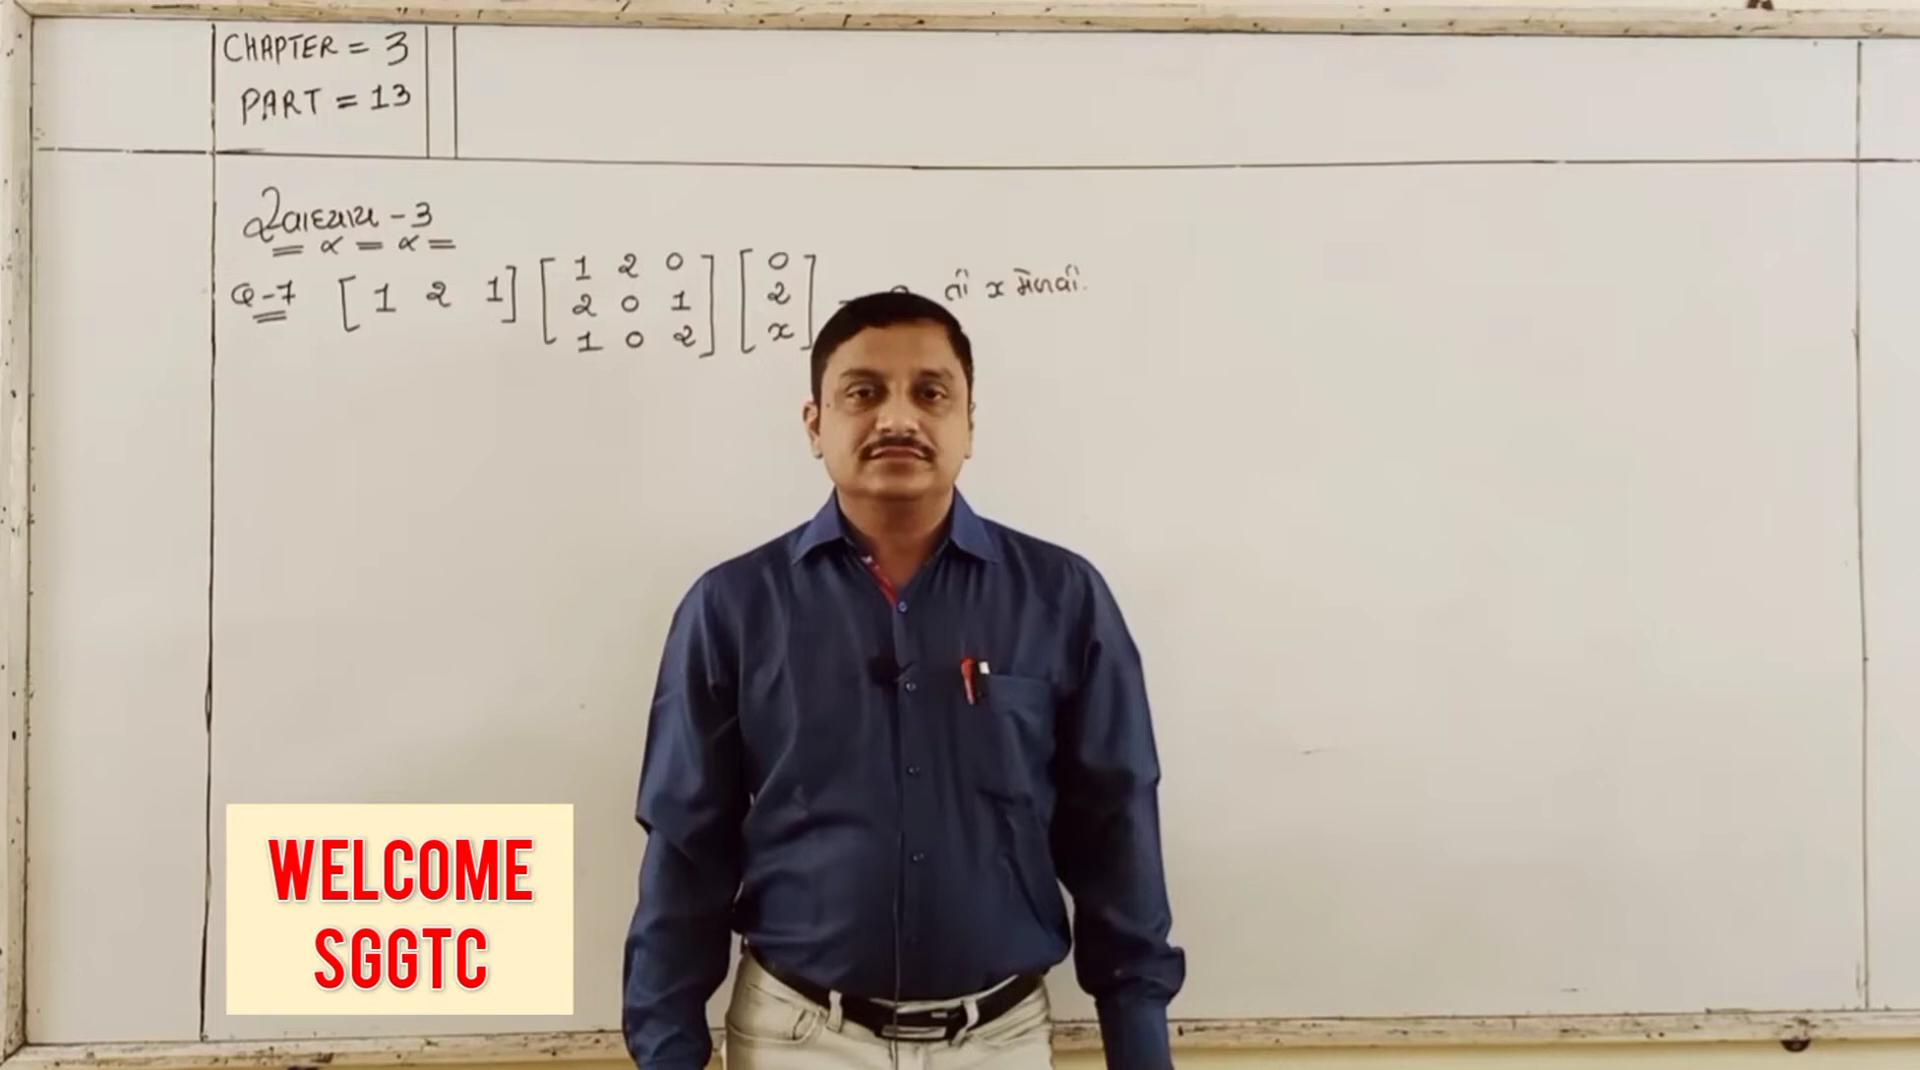 CHAPTER = 3
PART = 13
સ્વાધ્યાય - 3
Q-7 [ 1 2 1 ] [ 1 2 0 ] [ 0 ] તો x મેળવો.
[ 2 0 1 ] [ 2 ]
[ 1 0 2 ] [ x ]
WELCOME
SGGTC